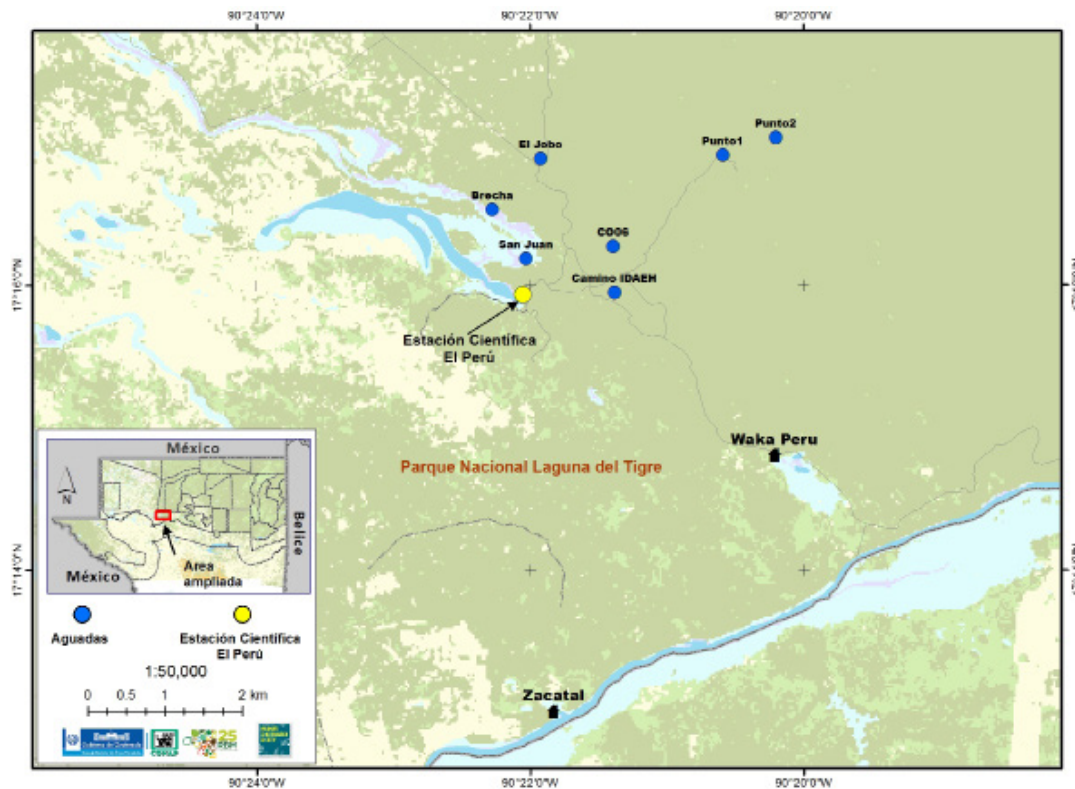 90°24'0"W 90°22'0"W 90°20'0"W
Punto2
Punto1
El Jobo
Brecha
CO06
San Juan
Camino IDAEH
17°16'0"N
Estación Científica
El Perú
Waka Peru
Parque Nacional Laguna del Tigre
México
N
Belice
México
Area
ampliada
17°14'0"N
Aguadas
Estación Científica
El Perú
1:50,000
0 0.5 1 2 km
Zacatal
25
CONAP
90°24'0"W 90°22'0"W 90°20'0"W